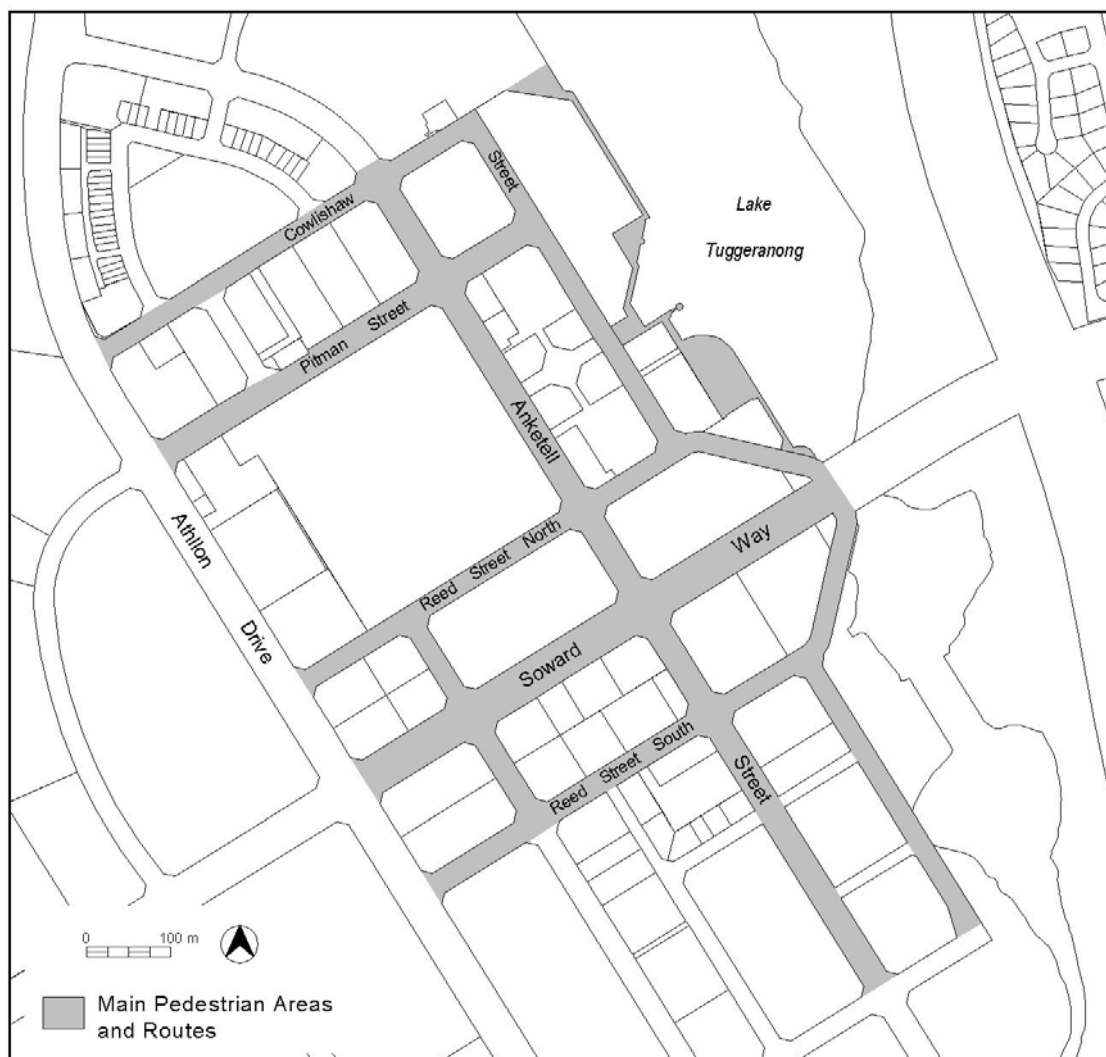 Street
Cowlishaw
Lake
Tuggeranong
Pitman Street
Anketell
Athllon
Drive
Reed Street North
Way
Soward
Reed Street South
Street
0 100 m
Main Pedestrian Areas
and Routes